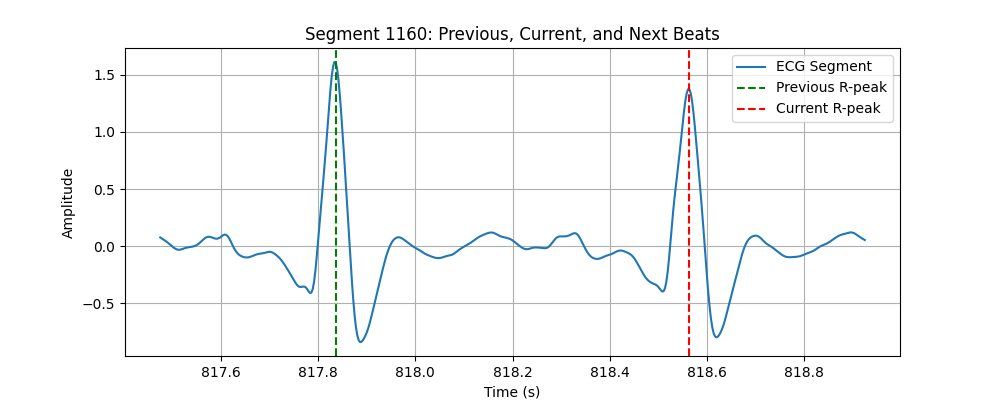 Segment 1160: Previous, Current, and Next Beats
ECG Segment
Previous R-peak
Current R-peak
1.5
1.0
0.5
0.0
−0.5
Amplitude
817.6 817.8 818.0 818.2 818.4 818.6 818.8
Time (s)